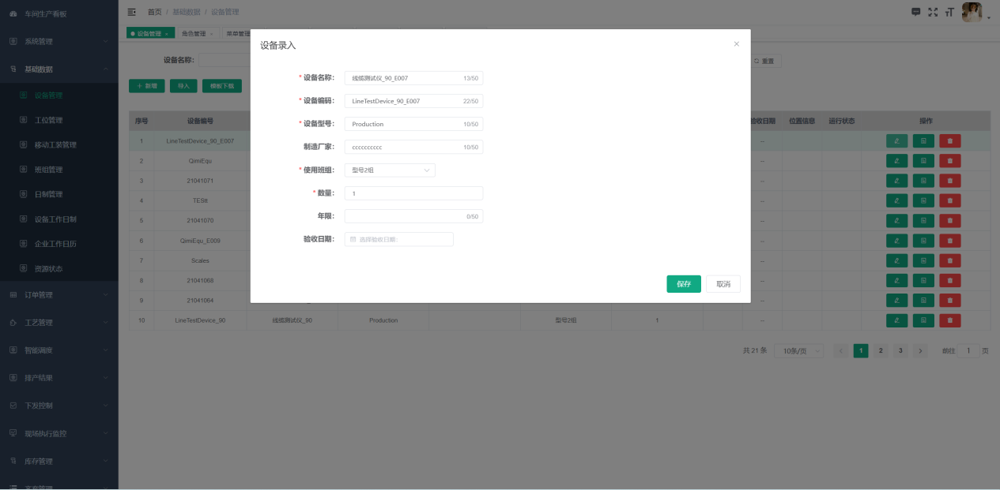 车间生产看板
系统管理
基础数据
设备管理
工位管理
移动工装管理
班组管理
日制管理
设备工作日制
企业工作日历
资源状态
订单管理
工艺管理
智能调度
排产结果
下发控制
现场执行监控
库存管理
首页 / 基础数据 / 设备管理
设备管理 × 角色管理 × 菜单管理
设备名称: 重置
+ 新增 导入 模板下载
序号 设备编号 验收日期 位置信息 运行状态 操作
1 LineTestDevice_90_E007 --
2 QimiEqu --
3 21041071 --
4 TEStt --
5 21041070 --
6 QimiEqu_E009 --
7 Scales --
8 21041068 --
9 21041064 --
10 LineTestDevice_90 线缆测试仪_90 Production 型号2组 1 --
共 21 条 10条/页 < 1 2 3 > 前往 1 页
设备录入 ×
* 设备名称: 线缆测试仪_90_E007 13/50
* 设备编码: LineTestDevice_90_E007 22/50
* 设备型号: Production 10/50
制造厂家: cccccccccc 10/50
* 使用班组: 型号2组
* 数量: 1
年限: 0/50
验收日期: 选择验收日期:
保存 取消